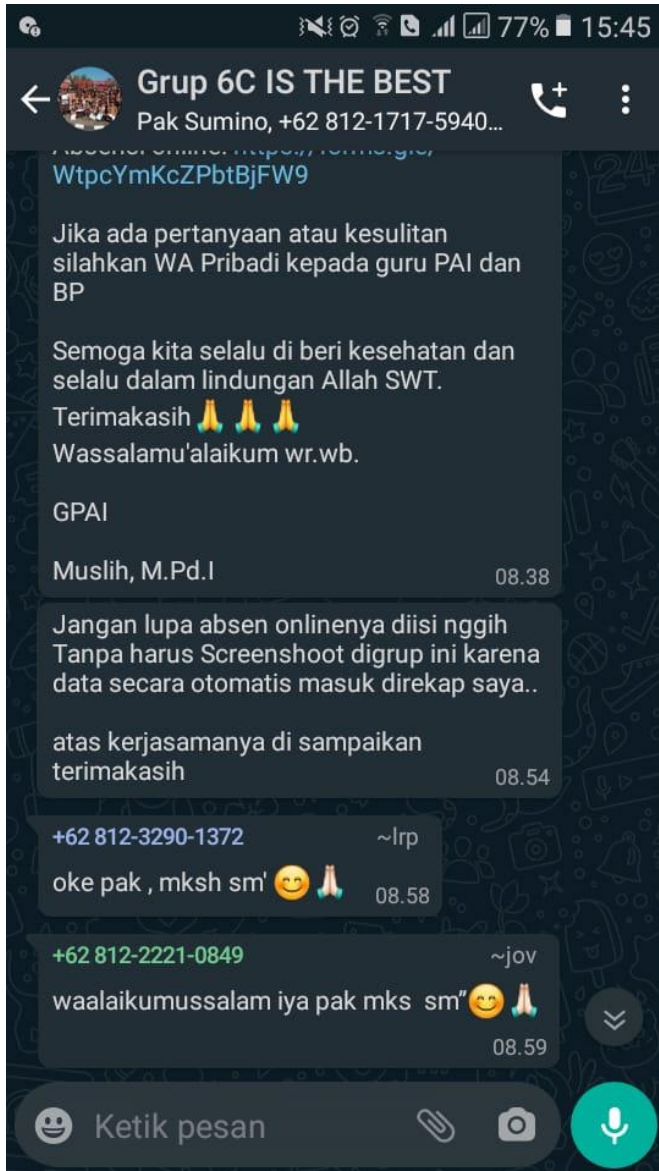 77% 15:45
Grup 6C IS THE BEST
Pak Sumino, +62 812-1717-5940...
WtpcYmKcZPbtBjFW9
Jika ada pertanyaan atau kesulitan
silahkan WA Pribadi kepada guru PAI dan
BP
Semoga kita selalu di beri kesehatan dan
selalu dalam lindungan Allah SWT.
Terimakasih 🙏 🙏 🙏
Wassalamu'alaikum wr.wb.
GPAI
Muslih, M.Pd.I 08.38
Jangan lupa absen onlinenya diisi nggih
Tanpa harus Screenshoot digrup ini karena
data secara otomatis masuk direkap saya..
atas kerjasamanya di sampaikan
terimakasih 08.54
+62 812-3290-1372 ~lrp
oke pak , mksh sm' 😊🙏🏻 08.58
+62 812-2221-0849 ~jov
waalaikumussalam iya pak mks sm”😊🙏🏻
08.59
Ketik pesan